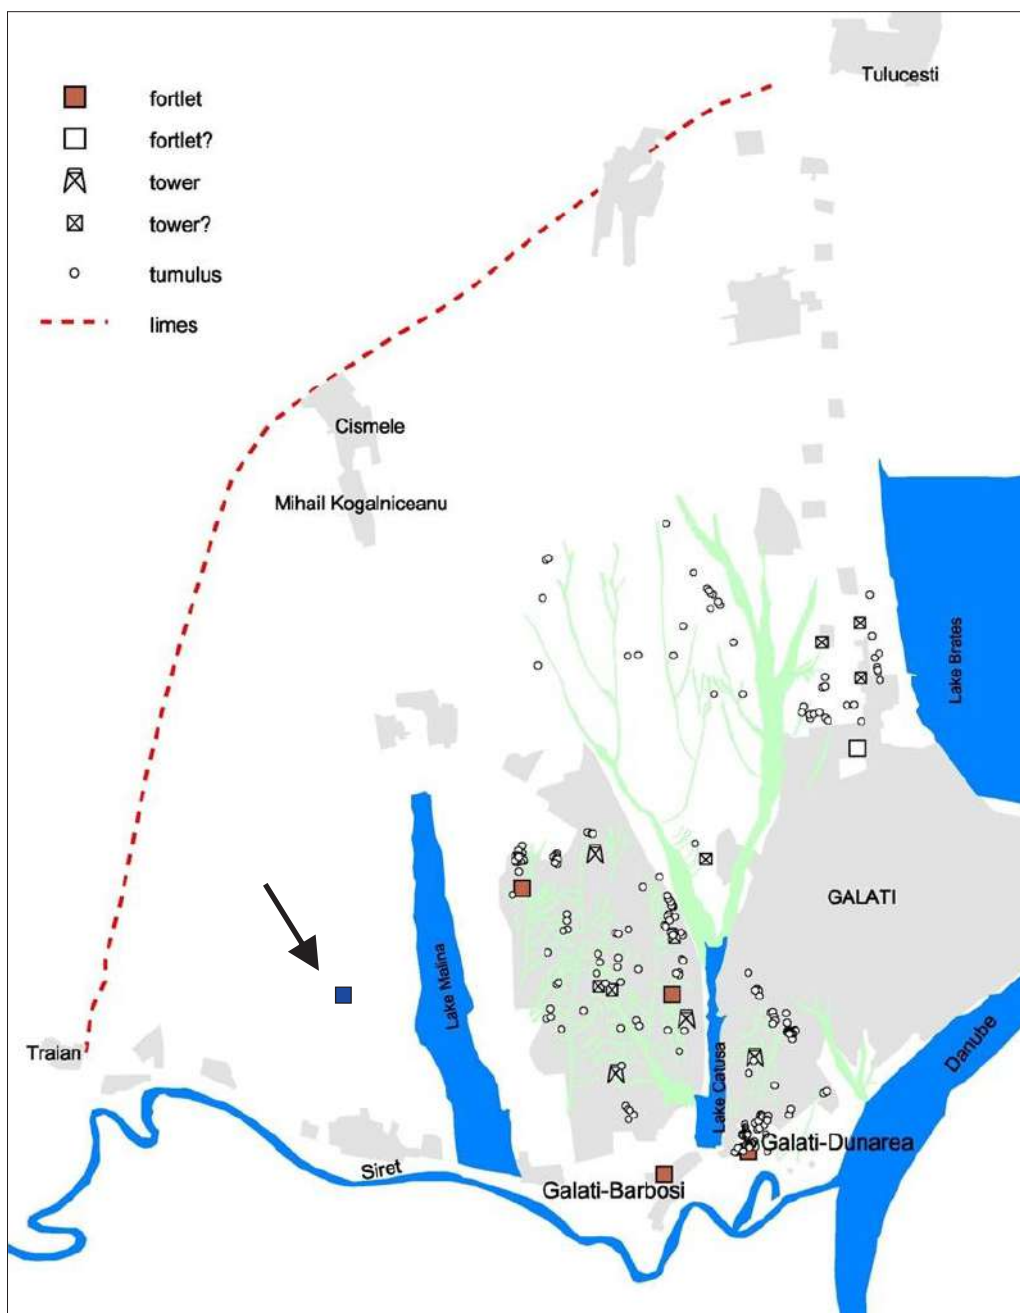 Tulucesti
fortlet
fortlet?
tower
tower?
tumulus
limes
Cismele
Mihail Kogalniceanu
Lake Brates
GALATI
Lake Malina
Traian
Lake Catusa
Danube
Galati-Dunarea
Siret
Galati-Barbosi